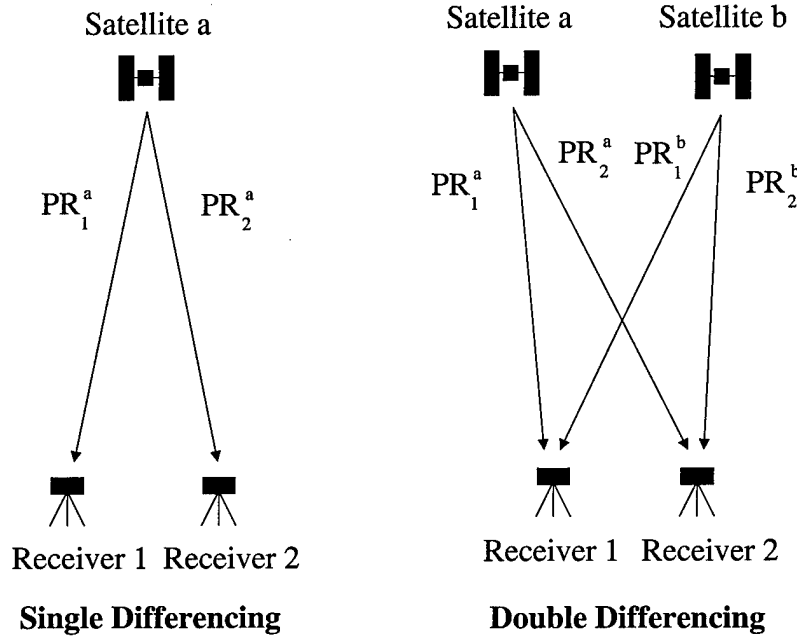 Satellite a
PR₁ᵃ
PR₂ᵃ
Receiver 1 Receiver 2
Single Differencing
Satellite a Satellite b
PR₁ᵃ
PR₂ᵃ
PR₁ᵇ
PR₂ᵇ
Receiver 1 Receiver 2
Double Differencing